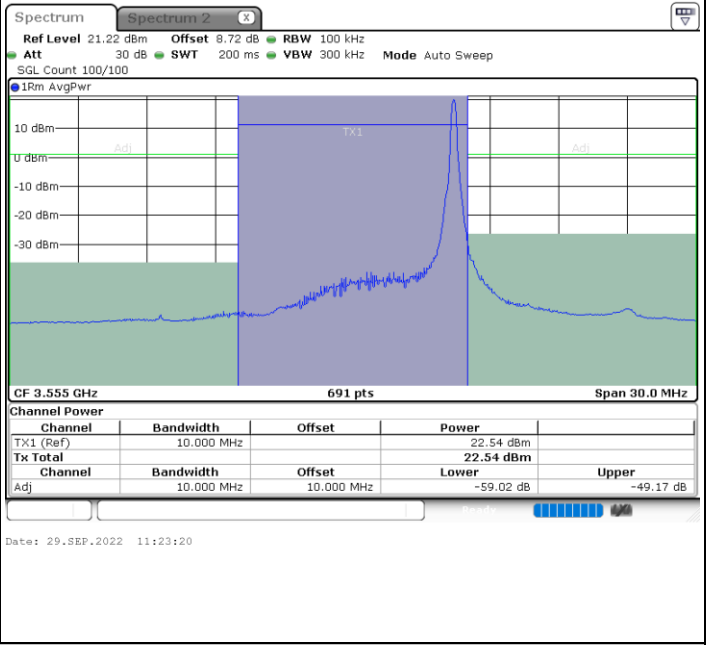 Spectrum Spectrum 2 X
Ref Level 21.22 dBm Offset 8.72 dB RBW 100 kHz
Att 30 dB SWT 200 ms VBW 300 kHz Mode Auto Sweep
SGL Count 100/100
1Rm AvgPwr
10 dBm
TX1
Adj Adj
0 dBm
-10 dBm
-20 dBm
-30 dBm
CF 3.555 GHz 691 pts Span 30.0 MHz
Channel Power
Channel Bandwidth Offset Power
TX1 (Ref) 10.000 MHz 22.54 dBm
Tx Total 22.54 dBm
Channel Bandwidth Offset Lower Upper
Adj 10.000 MHz 10.000 MHz -59.02 dB -49.17 dB
Ready
Date: 29.SEP.2022 11:23:20